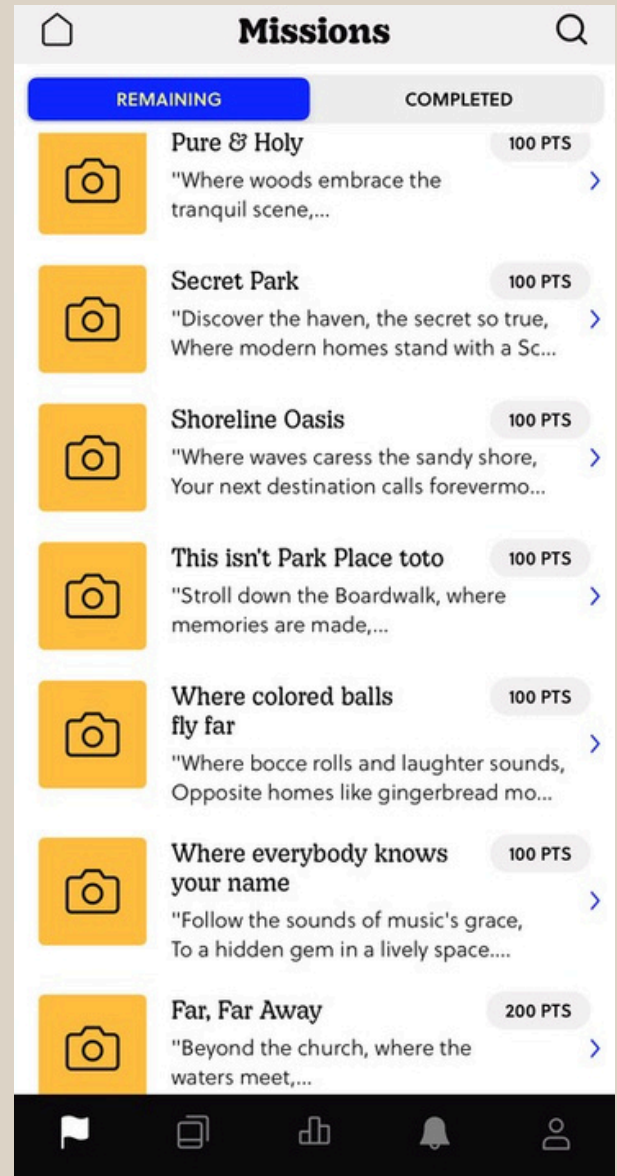 Missions
REMAINING
COMPLETED
Pure & Holy
100 PTS
"Where woods embrace the
tranquil scene,...
Secret Park
100 PTS
"Discover the haven, the secret so true,
Where modern homes stand with a Sc...
Shoreline Oasis
100 PTS
"Where waves caress the sandy shore,
Your next destination calls forevermo...
This isn't Park Place toto
100 PTS
"Stroll down the Boardwalk, where
memories are made,...
Where colored balls
fly far
100 PTS
"Where bocce rolls and laughter sounds,
Opposite homes like gingerbread mo...
Where everybody knows
your name
100 PTS
"Follow the sounds of music's grace,
To a hidden gem in a lively space....
Far, Far Away
200 PTS
"Beyond the church, where the
waters meet,...